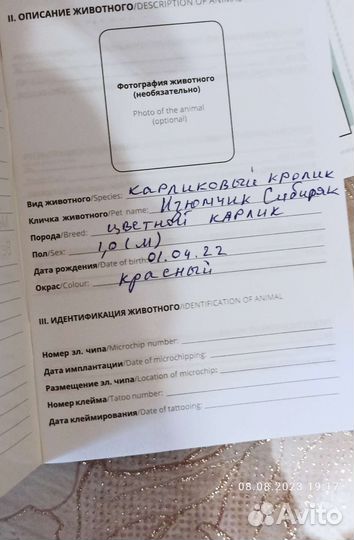 II. ОПИСАНИЕ ЖИВОТНОГО/DESCRIPTION OF ANIMAL
Фотография животного
(необязательно)
Photo of the animal
(optional)
Вид животного/Species: карликовый кролик
Кличка животного/Pet name: Изюмчик Сибиряк
Порода/Breed: цветной карлик
Пол/Sex: 1,0 (м)
Дата рождения/Date of birth: 01.04.22
Окрас/Colour: красный
III. ИДЕНТИФИКАЦИЯ ЖИВОТНОГО/IDENTIFICATION OF ANIMAL
Номер эл. чипа/Microchip number:
Дата имплантации/Date of microchipping:
Размещение эл. чипа/Location of microchip:
Номер клейма/Tatoo number:
Дата клеймирования/Date of tattooing:
08.08.2023 19:17
Avito